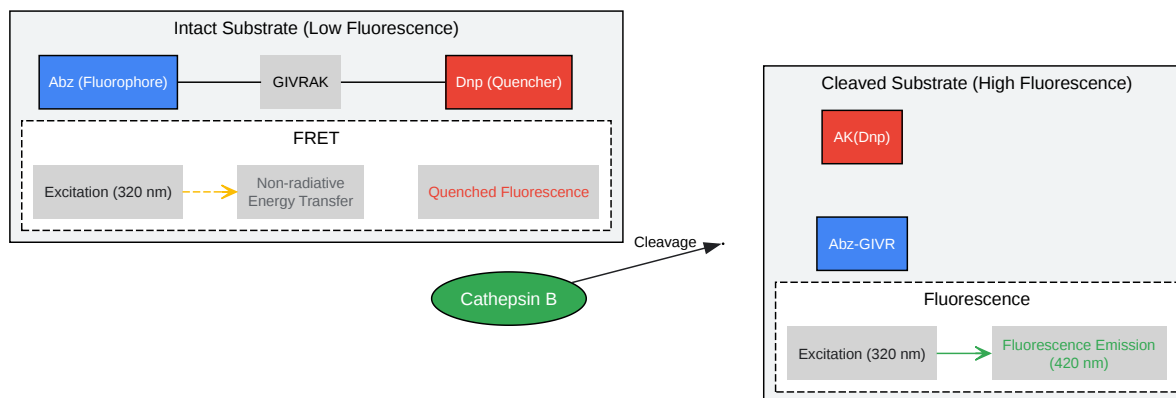 Intact Substrate (Low Fluorescence)
Abz (Fluorophore)
GIVRAK
Dnp (Quencher)
FRET
Excitation (320 nm)
Non-radiative
Energy Transfer
Quenched Fluorescence
Cleavage
Cathepsin B
Cleaved Substrate (High Fluorescence)
AK(Dnp)
Abz-GIVR
Fluorescence
Excitation (320 nm)
Fluorescence Emission
(420 nm)